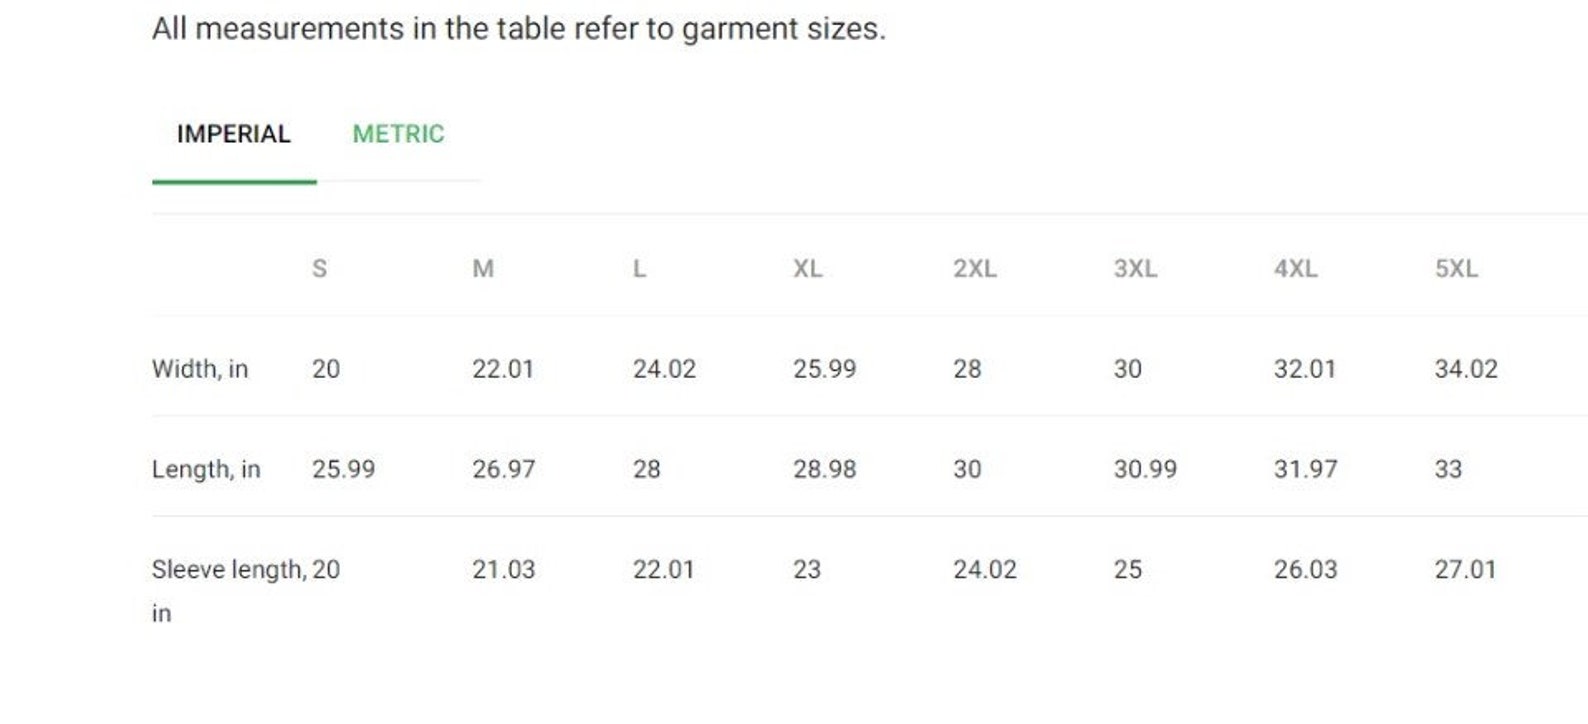 All measurements in the table refer to garment sizes.
IMPERIAL METRIC
S M L XL 2XL 3XL 4XL 5XL
Width, in 20 22.01 24.02 25.99 28 30 32.01 34.02
Length, in 25.99 26.97 28 28.98 30 30.99 31.97 33
Sleeve length, 20 21.03 22.01 23 24.02 25 26.03 27.01
in